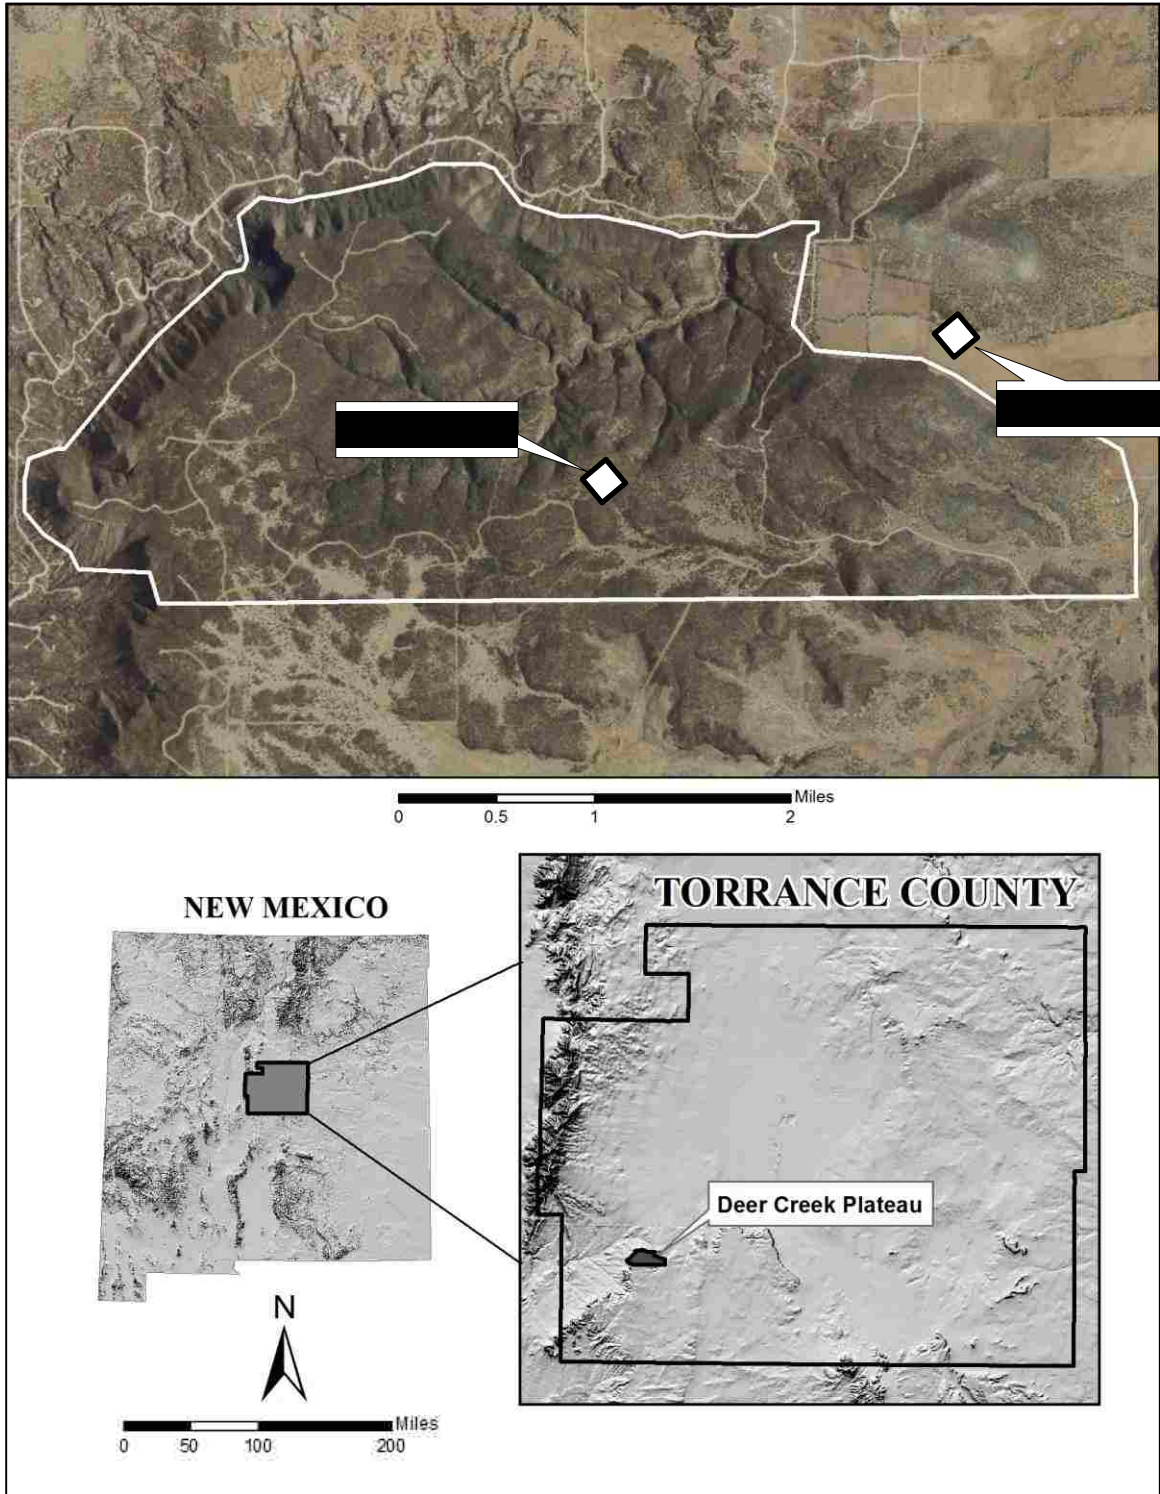 Miles
0 0.5 1 2
NEW MEXICO
TORRANCE COUNTY
Deer Creek Plateau
N
Miles
0 50 100 200